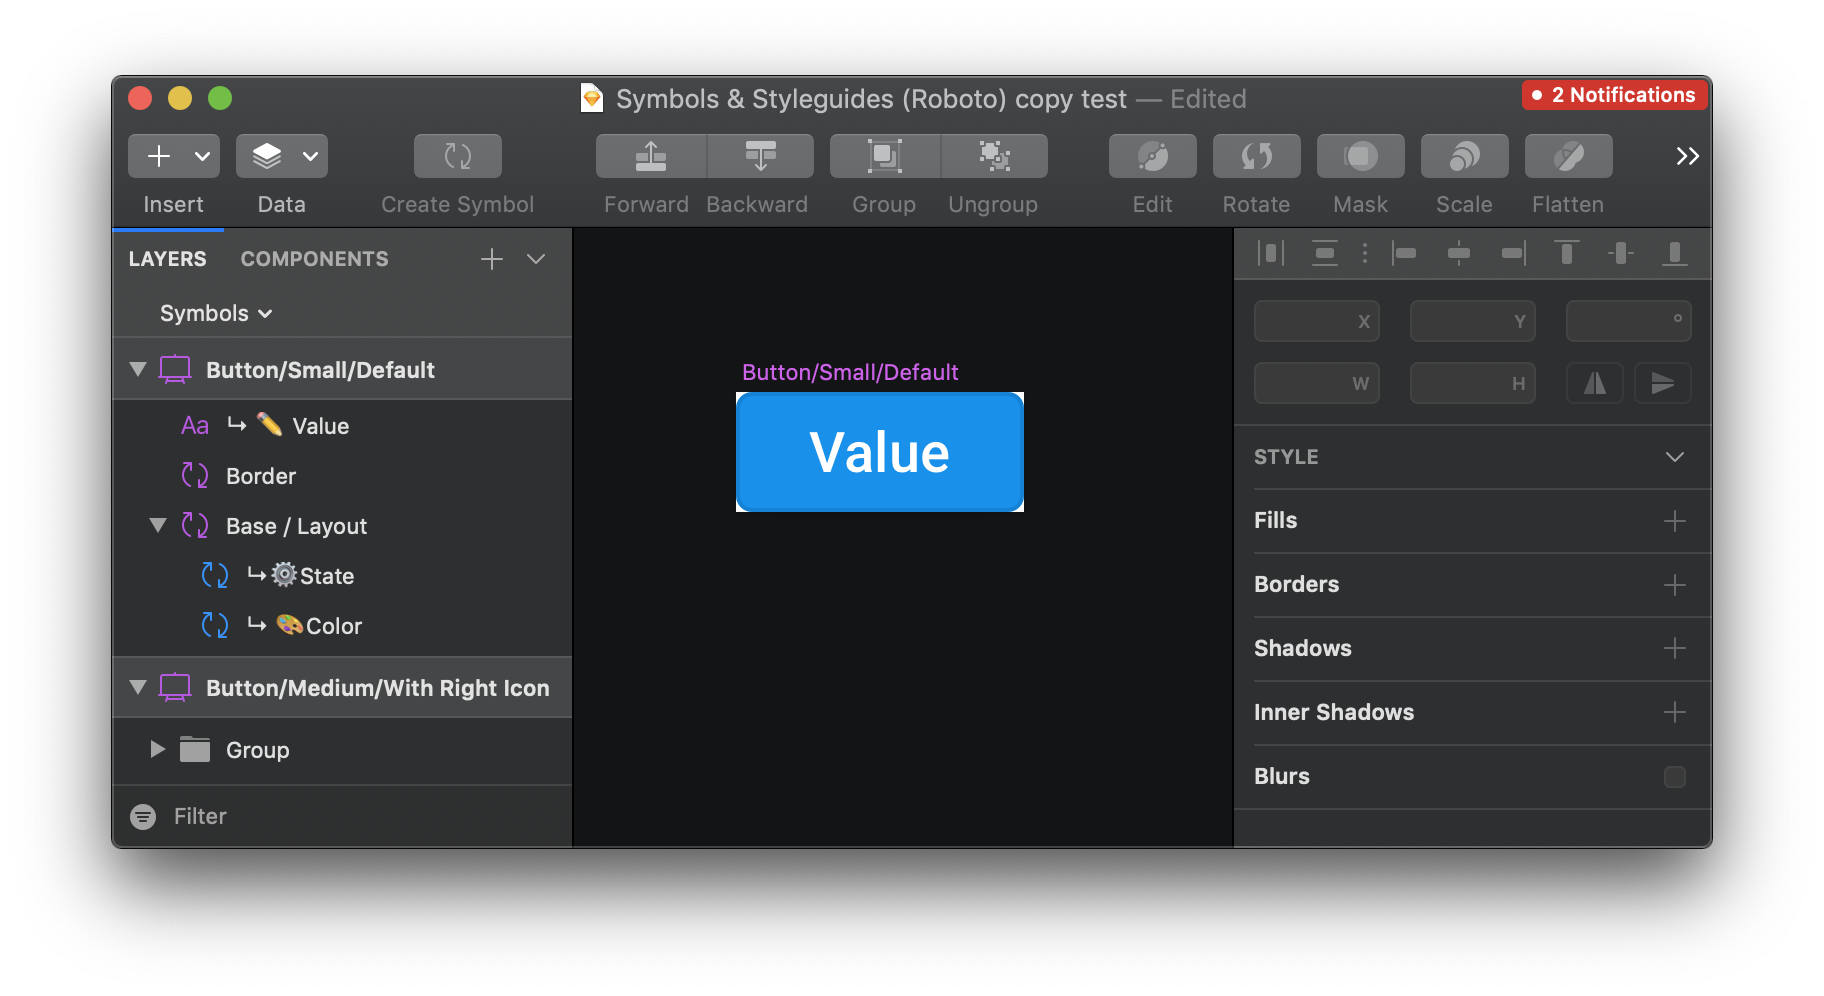 Symbols & Styleguides (Roboto) copy test — Edited
2 Notifications
Insert
Data
Create Symbol
Forward
Backward
Group
Ungroup
Edit
Rotate
Mask
Scale
Flatten
LAYERS
COMPONENTS
Symbols
Button/Small/Default
Aa ↳ ✏️ Value
Border
Base / Layout
↳⚙️State
↳ 🎨Color
Button/Medium/With Right Icon
Group
Filter
Button/Small/Default
Value
X
Y
°
W
H
STYLE
Fills
Borders
Shadows
Inner Shadows
Blurs